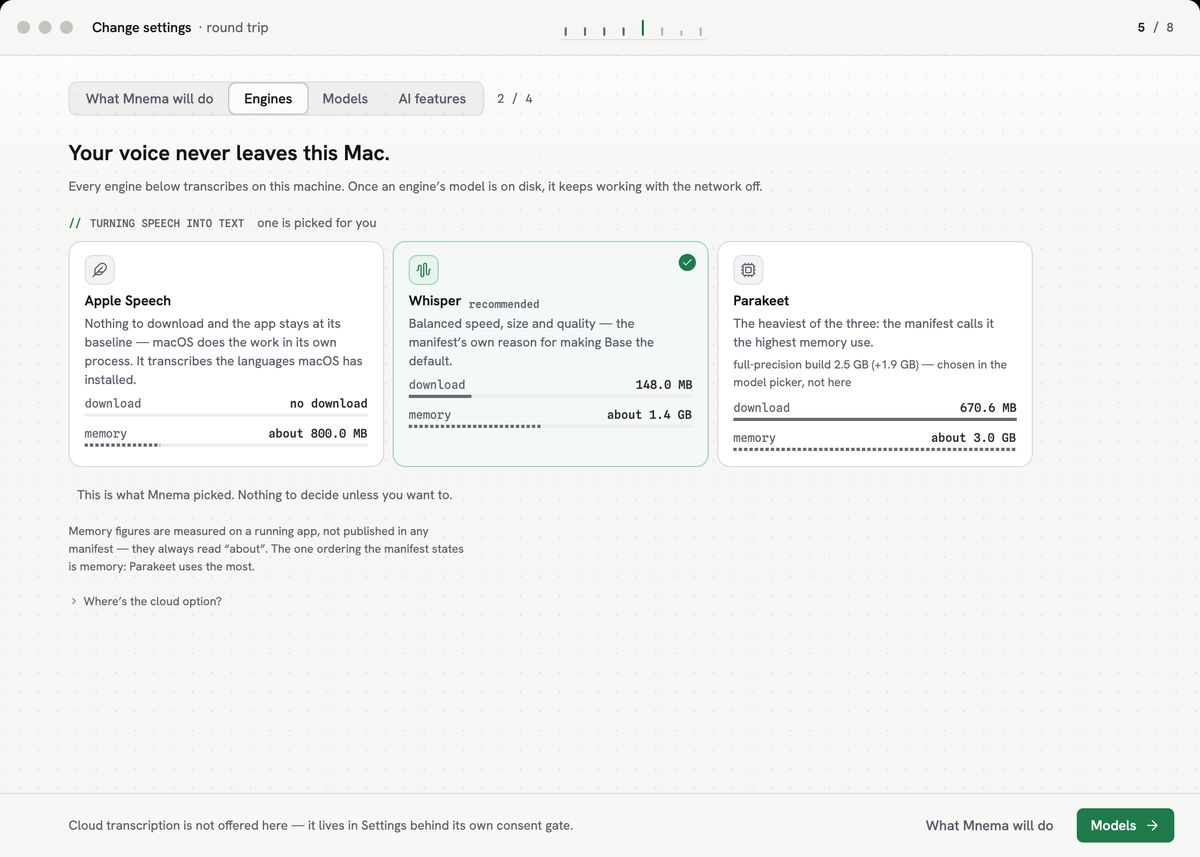 Change settings · round trip
5 / 8
What Mnema will do
Engines
Models
AI features
2 / 4
Your voice never leaves this Mac.
Every engine below transcribes on this machine. Once an engine’s model is on disk, it keeps working with the network off.
// TURNING SPEECH INTO TEXT one is picked for you
Apple Speech
Nothing to download and the app stays at its
baseline — macOS does the work in its own
process. It transcribes the languages macOS has
installed.
download no download
memory about 800.0 MB
Whisper recommended
Balanced speed, size and quality — the
manifest’s own reason for making Base the
default.
download 148.0 MB
memory about 1.4 GB
Parakeet
The heaviest of the three: the manifest calls it
the highest memory use.
full-precision build 2.5 GB (+1.9 GB) — chosen in the
model picker, not here
download 670.6 MB
memory about 3.0 GB
This is what Mnema picked. Nothing to decide unless you want to.
Memory figures are measured on a running app, not published in any
manifest — they always read “about”. The one ordering the manifest states
is memory: Parakeet uses the most.
Where’s the cloud option?
Cloud transcription is not offered here — it lives in Settings behind its own consent gate.
What Mnema will do
Models